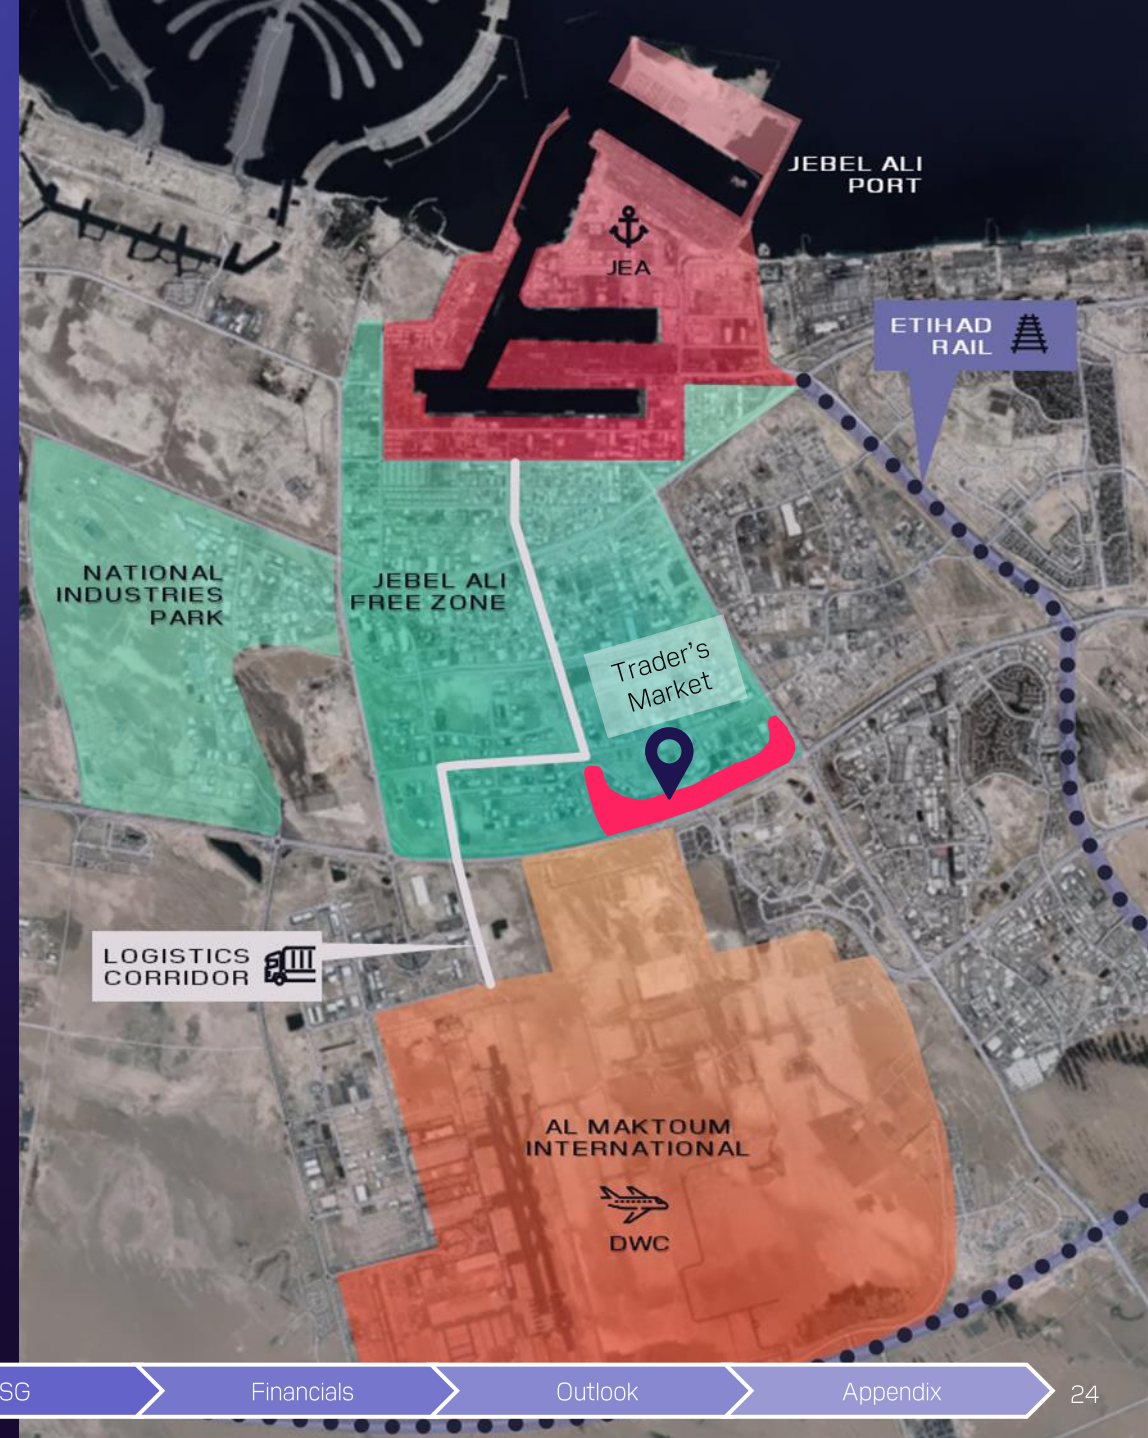 JEBEL ALI
PORT
JEA
ETIHAD
RAIL
NATIONAL
INDUSTRIES
PARK
JEBEL ALI
FREE ZONE
Trader's
Market
LOGISTICS
CORRIDOR
AL MAKTOUM
INTERNATIONAL
DWC
SG
Financials
Outlook
Appendix
24